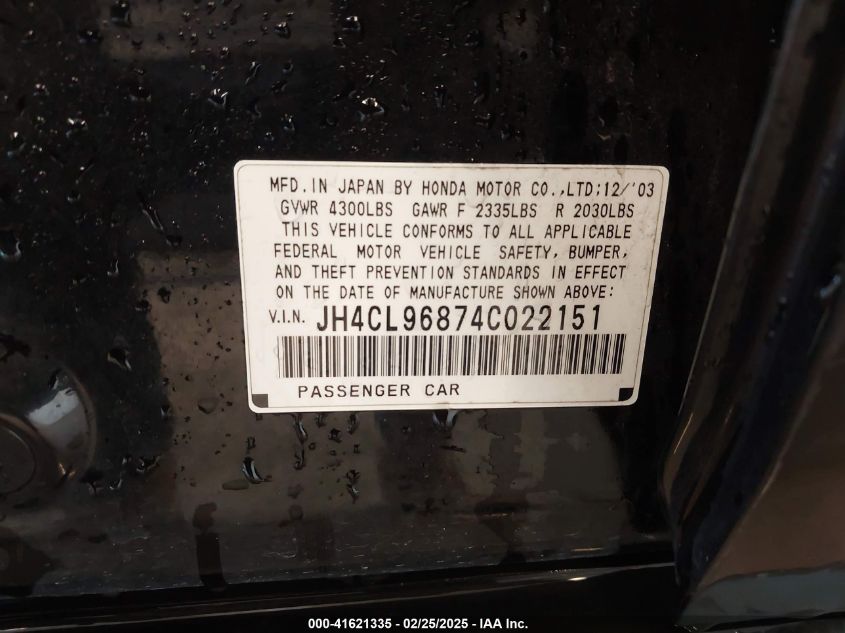 MFD. IN JAPAN BY HONDA MOTOR CO., LTD; 12/'03
GVWR 4300LBS GAWR F 2335LBS R 2030LBS
THIS VEHICLE CONFORMS TO ALL APPLICABLE
FEDERAL MOTOR VEHICLE SAFETY, BUMPER,
AND THEFT PREVENTION STANDARDS IN EFFECT
ON THE DATE OF MANUFACTURE SHOWN ABOVE:
V.I.N. JH4CL96874C022151
PASSENGER CAR
000-41621335 - 02/25/2025 - IAA Inc.